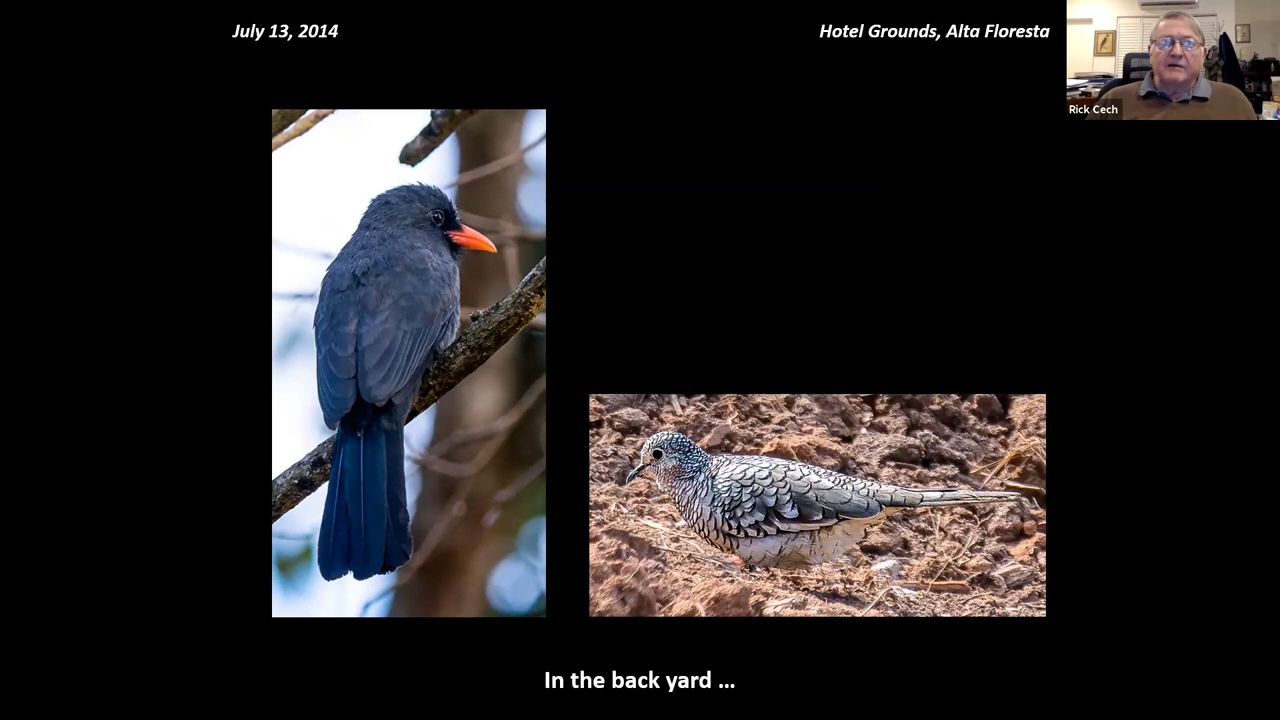 July 13, 2014
Hotel Grounds, Alta Floresta
Rick Cech
In the back yard ...